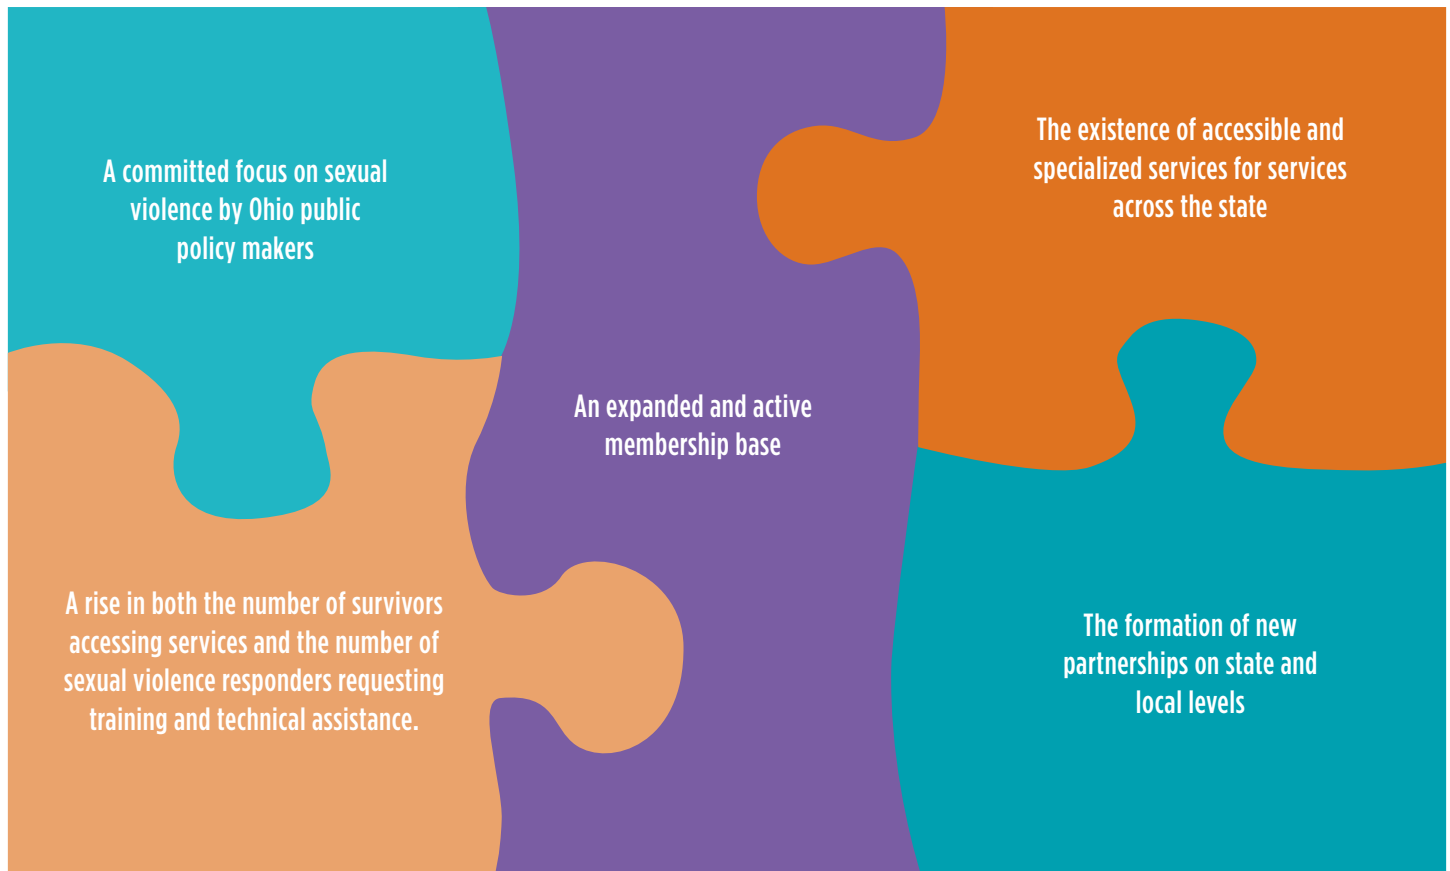 A committed focus on sexual
violence by Ohio public
policy makers
The existence of accessible and
specialized services for services
across the state
An expanded and active
membership base
A rise in both the number of survivors
accessing services and the number of
sexual violence responders requesting
training and technical assistance.
The formation of new
partnerships on state and
local levels